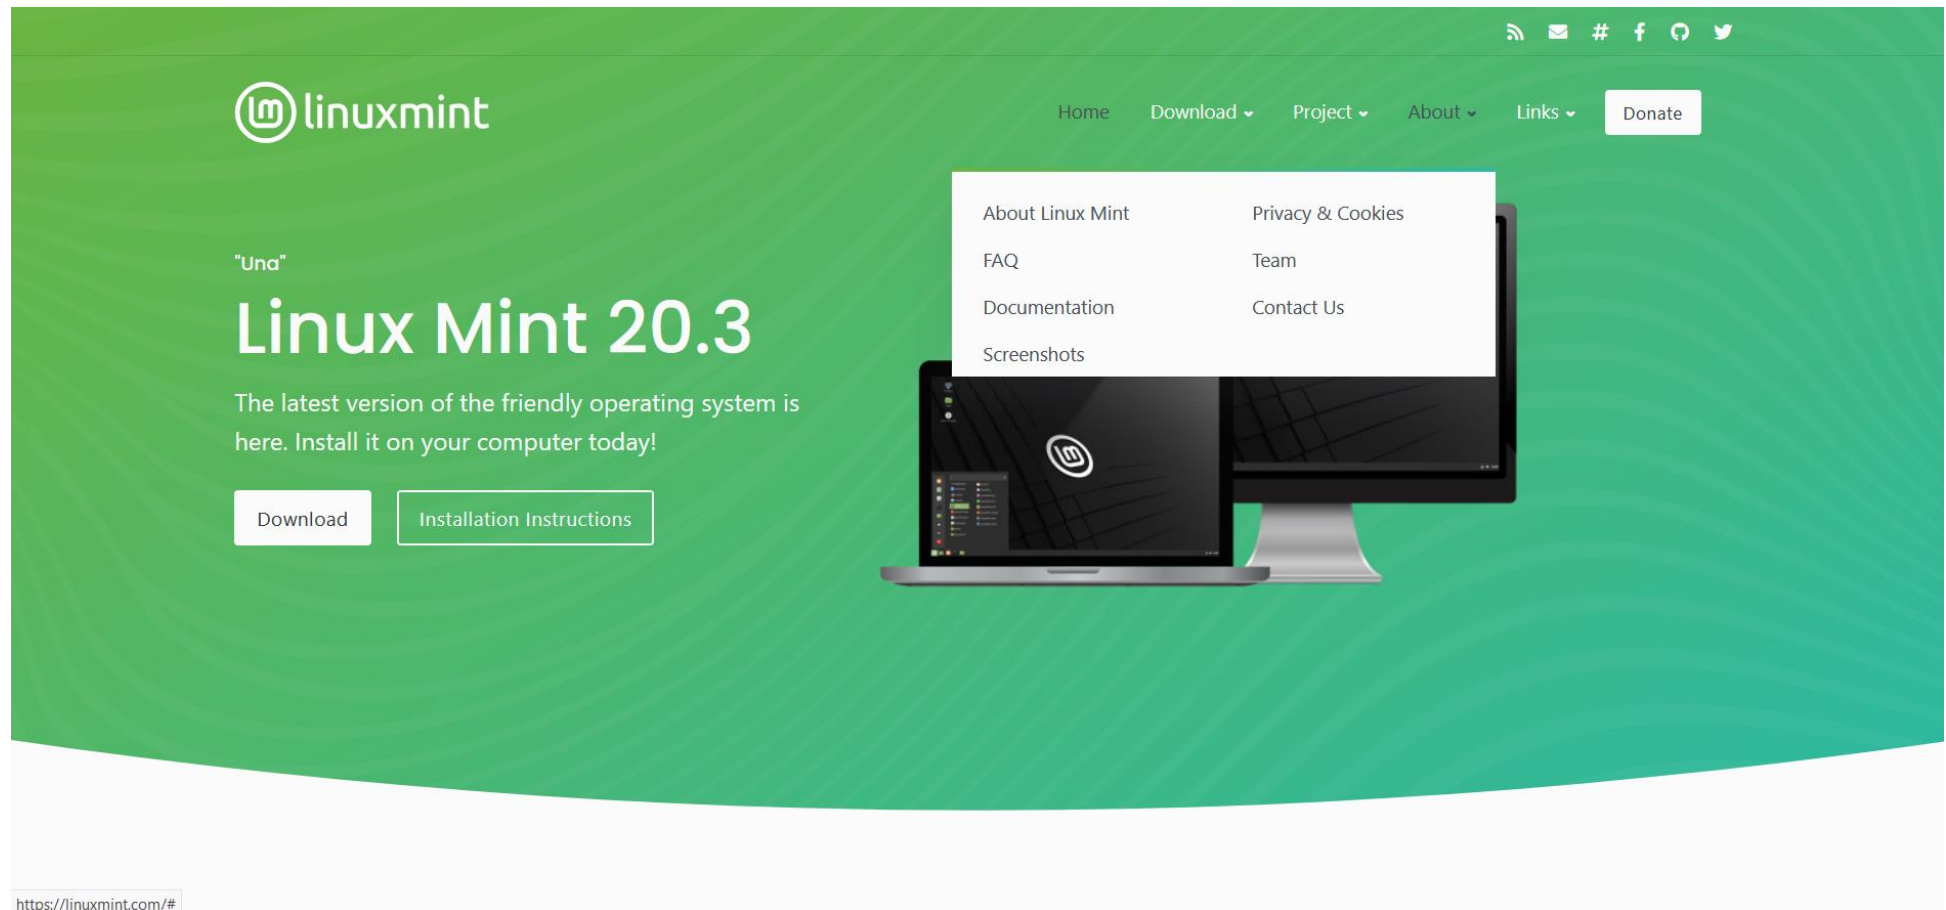 #
linuxmint
Home Download Project About Links Donate
About Linux Mint
Privacy & Cookies
FAQ
Team
Documentation
Contact Us
Screenshots
"Una"
Linux Mint 20.3
The latest version of the friendly operating system is
here. Install it on your computer today!
Download
Installation Instructions
https://linuxmint.com/#